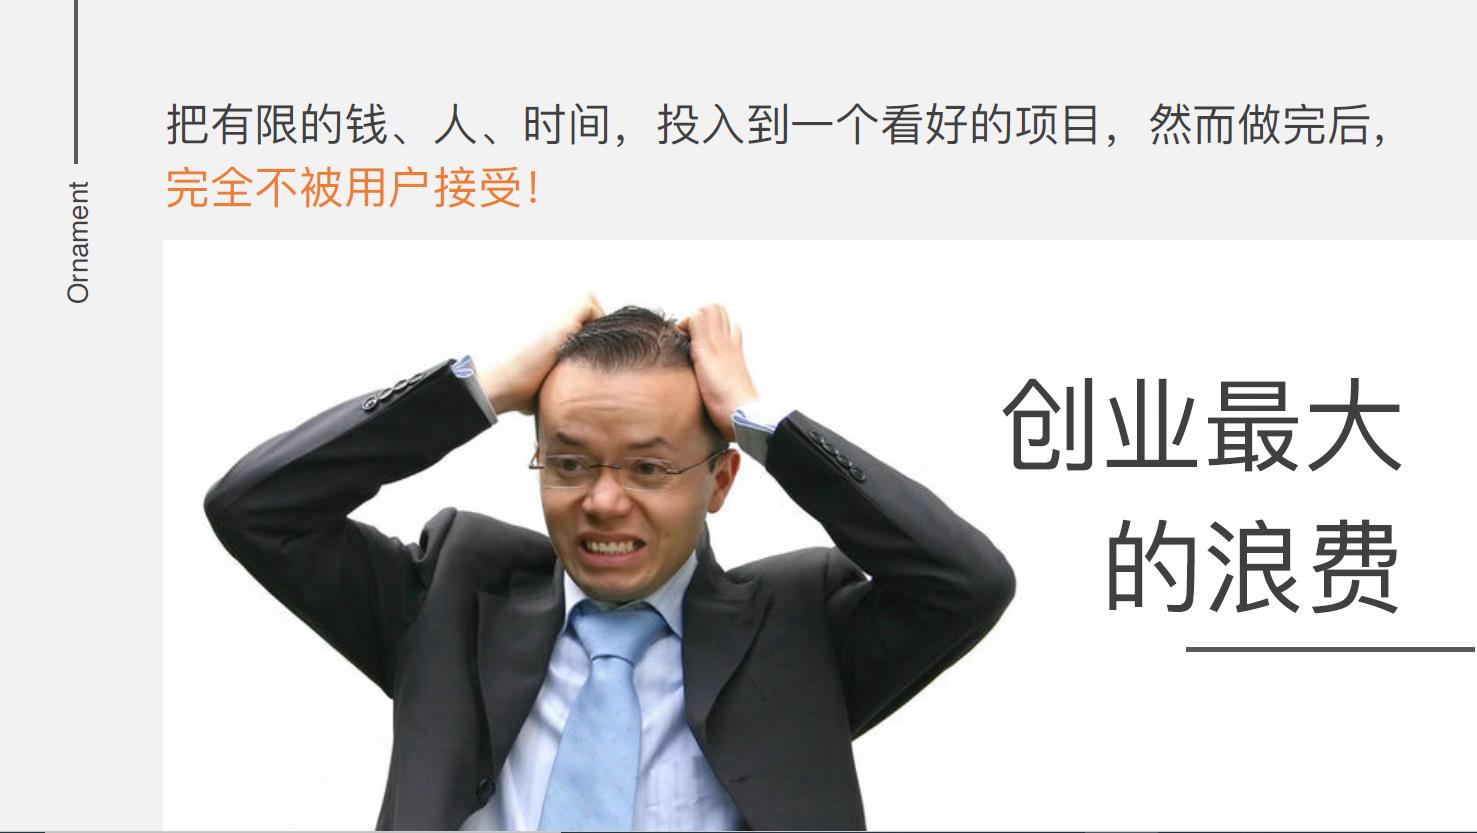 把有限的钱、人、时间，投入到一个看好的项目，然而做完后，
完全不被用户接受！
Ornament
创业最大
的浪费